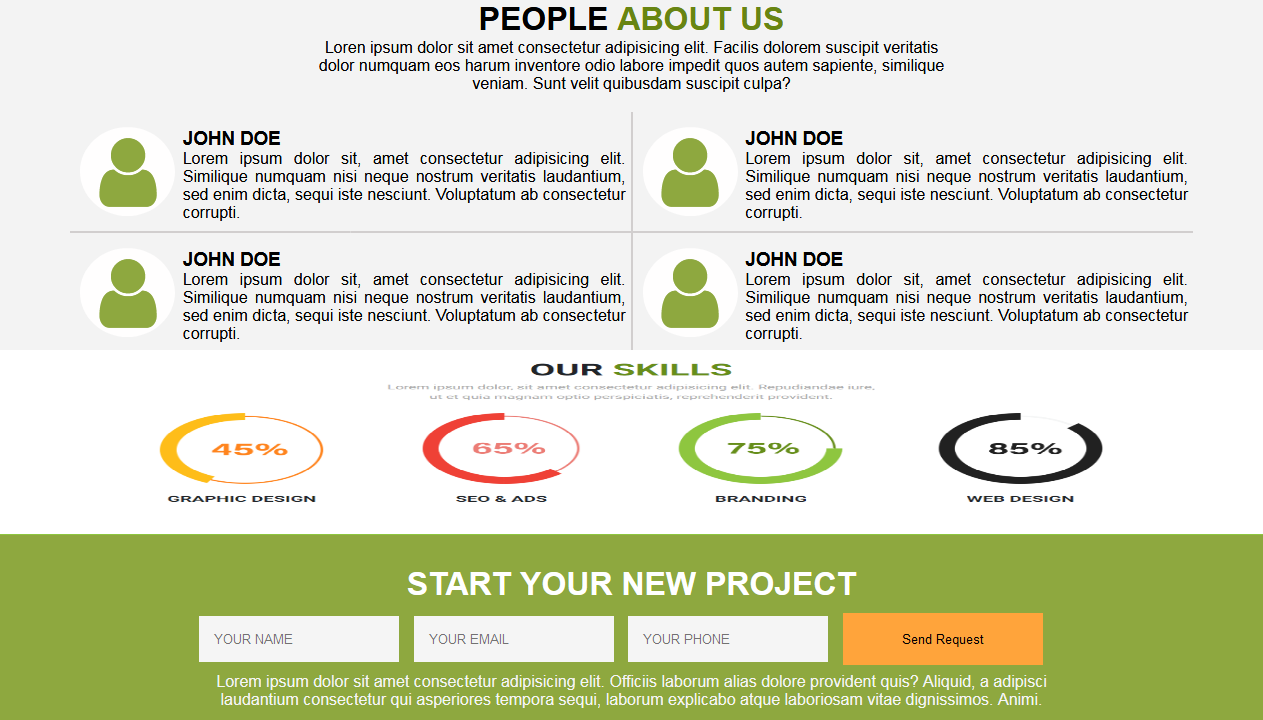 PEOPLE ABOUT US
Loren ipsum dolor sit amet consectetur adipisicing elit. Facilis dolorem suscipit veritatis
dolor numquam eos harum inventore odio labore impedit quos autem sapiente, similique
veniam. Sunt velit quibusdam suscipit culpa?
JOHN DOE
Lorem ipsum dolor sit, amet consectetur adipisicing elit.
Similique numquam nisi neque nostrum veritatis laudantium,
sed enim dicta, sequi iste nesciunt. Voluptatum ab consectetur
corrupti.
JOHN DOE
Lorem ipsum dolor sit, amet consectetur adipisicing elit.
Similique numquam nisi neque nostrum veritatis laudantium,
sed enim dicta, sequi iste nesciunt. Voluptatum ab consectetur
corrupti.
JOHN DOE
Lorem ipsum dolor sit, amet consectetur adipisicing elit.
Similique numquam nisi neque nostrum veritatis laudantium,
sed enim dicta, sequi iste nesciunt. Voluptatum ab consectetur
corrupti.
JOHN DOE
Lorem ipsum dolor sit, amet consectetur adipisicing elit.
Similique numquam nisi neque nostrum veritatis laudantium,
sed enim dicta, sequi iste nesciunt. Voluptatum ab consectetur
corrupti.
OUR SKILLS
Lorem ipsum dolor, sit amet consectetur adipisicing elit. Repudiandae iure,
ut et quia magnam optio perspiciatis, reprehenderit provident.
45%
65%
75%
85%
GRAPHIC DESIGN
SEO & ADS
BRANDING
WEB DESIGN
START YOUR NEW PROJECT
YOUR NAME
YOUR EMAIL
YOUR PHONE
Send Request
Lorem ipsum dolor sit amet consectetur adipisicing elit. Officiis laborum alias dolore provident quis? Aliquid, a adipisci
laudantium consectetur qui asperiores tempora sequi, laborum explicabo atque laboriosam vitae dignissimos. Animi.